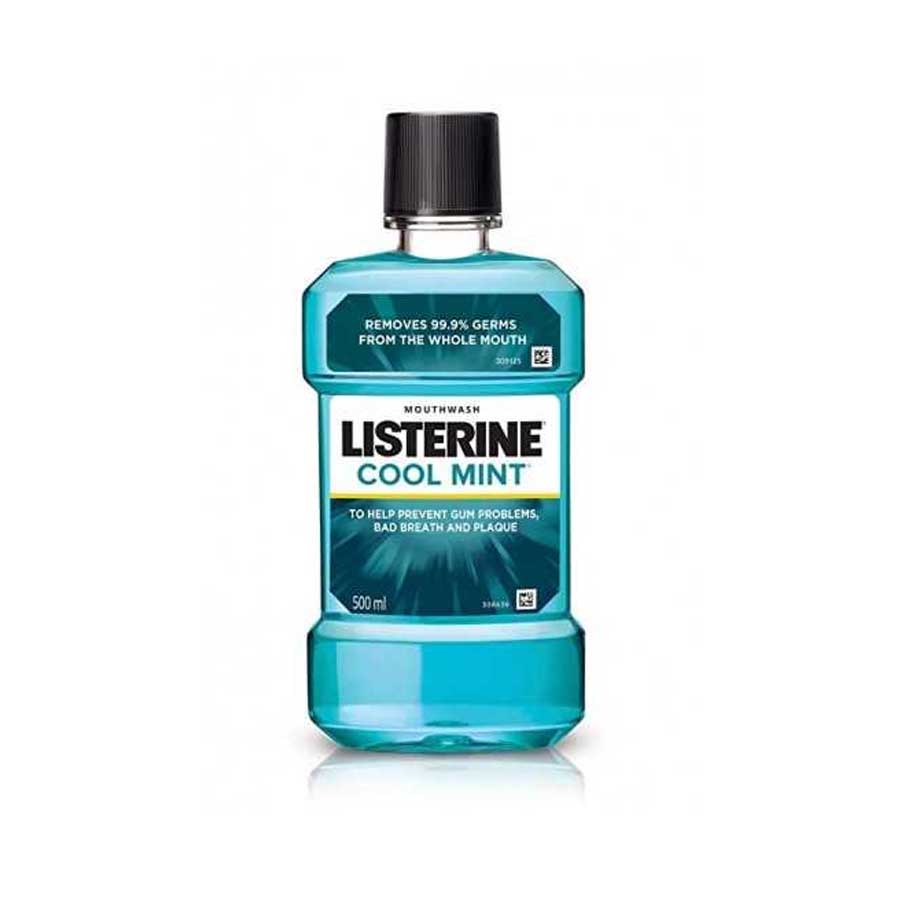 REMOVES 99.9% GERMS
FROM THE WHOLE MOUTH
MOUTHWASH
LISTERINE
COOL MINT
TO HELP PREVENT GUM PROBLEMS,
BAD BREATH AND PLAQUE
500 ml